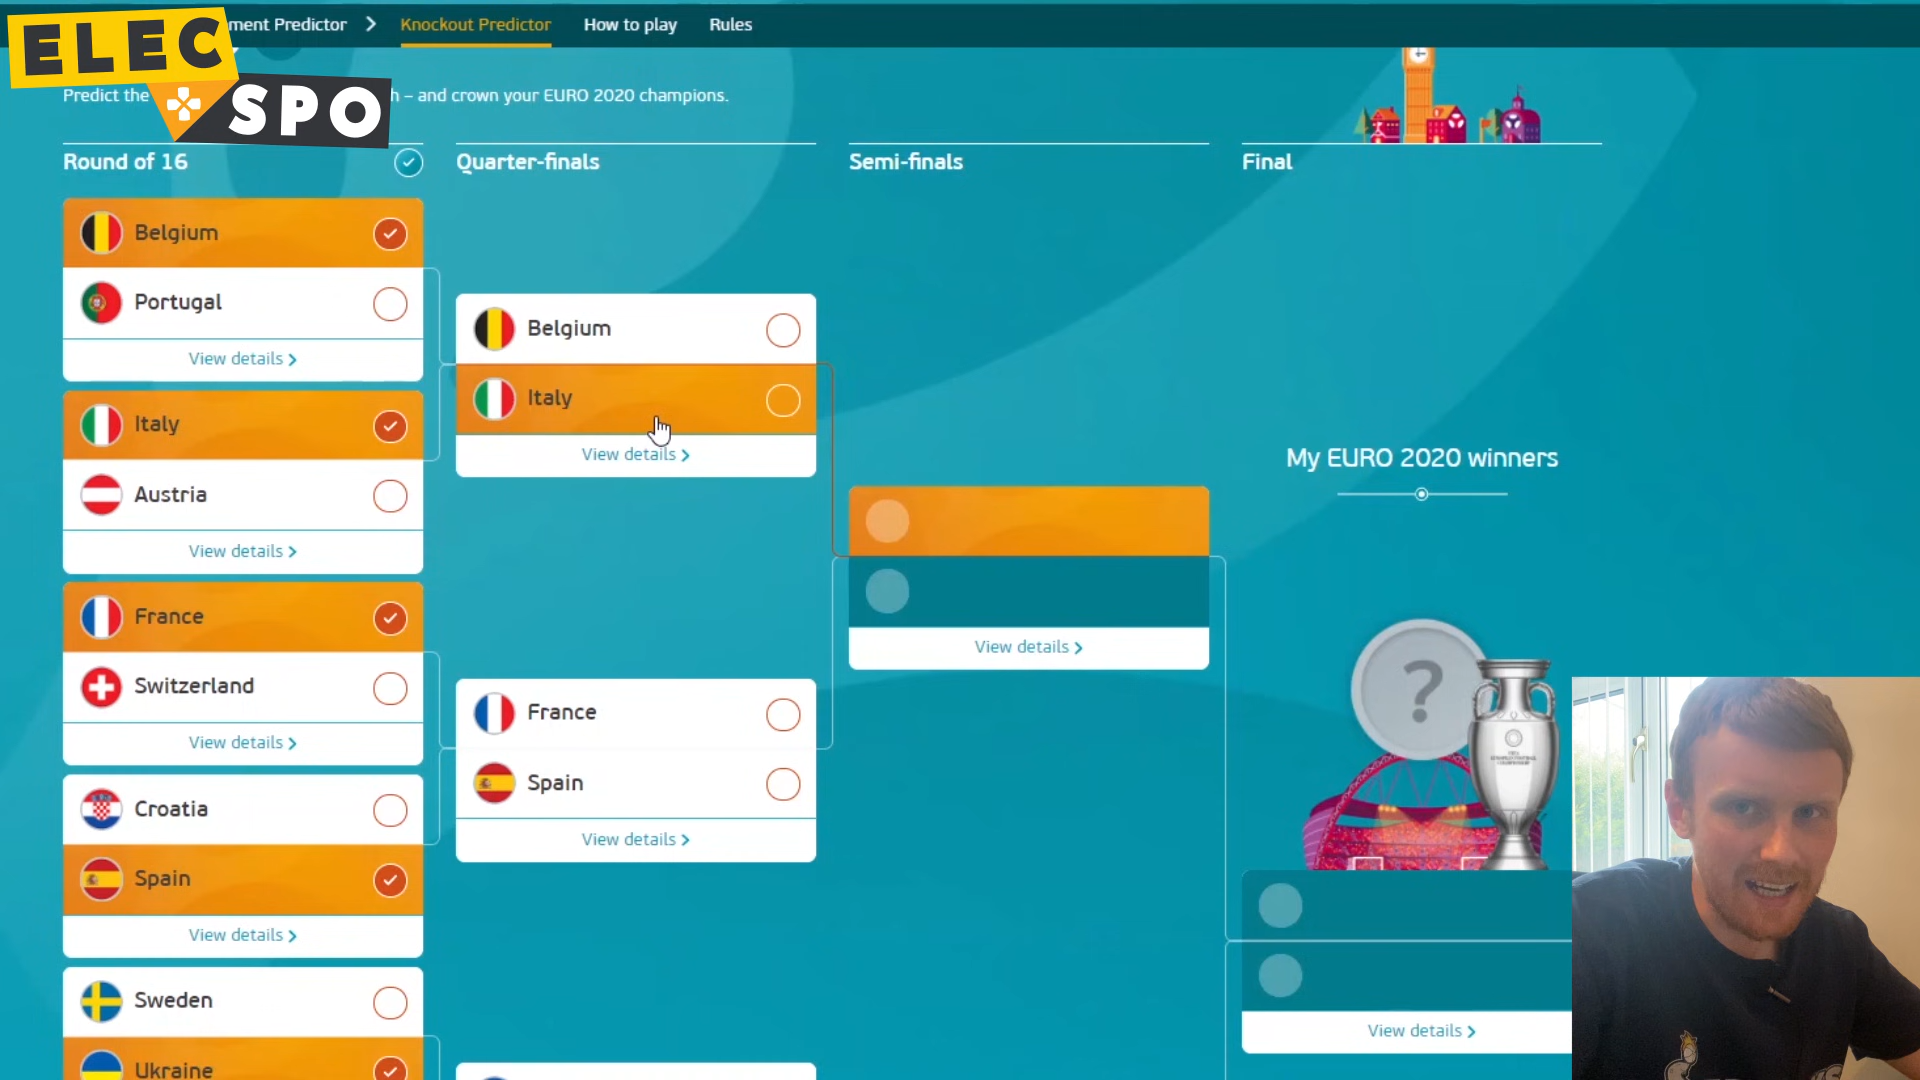 ELEC
SPO
ment Predictor
Knockout Predictor
How to play
Rules
Predict the
h – and crown your EURO 2020 champions.
Round of 16
Quarter-finals
Semi-finals
Final
Belgium
Portugal
View details
Italy
Austria
View details
France
Switzerland
View details
Croatia
Spain
View details
Sweden
Ukraine
Belgium
Italy
View details
France
Spain
View details
View details
My EURO 2020 winners
?
View details